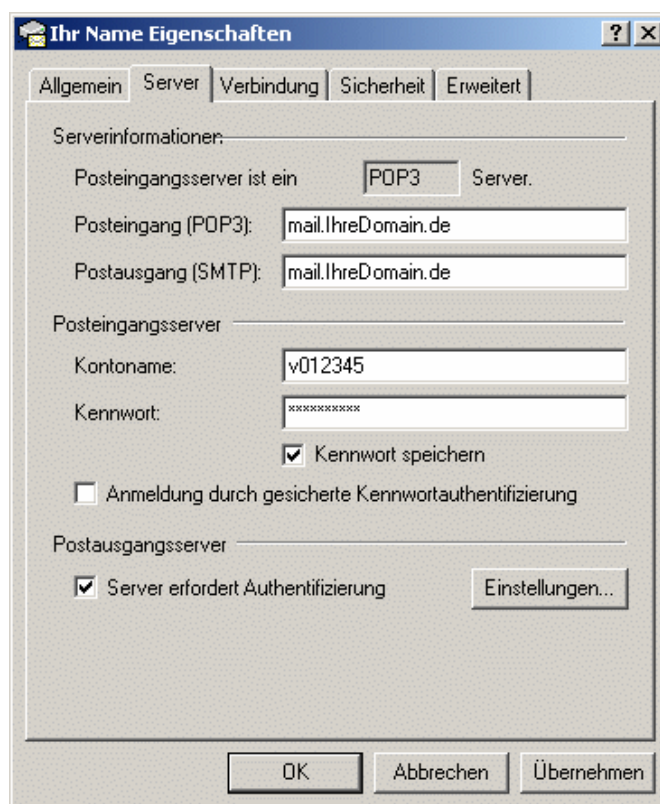 Ihr Name Eigenschaften
Allgemein Server Verbindung Sicherheit Erweitert
Serverinformationen:
Posteingangsserver ist ein POP3 Server.
Posteingang (POP3): mail.IhreDomain.de
Postausgang (SMTP): mail.IhreDomain.de
Posteingangsserver
Kontoname: v012345
Kennwort: **********
Kennwort speichern
Anmeldung durch gesicherte Kennwortauthentifizierung
Postausgangsserver
Server erfordert Authentifizierung Einstellungen...
OK Abbrechen Übernehmen